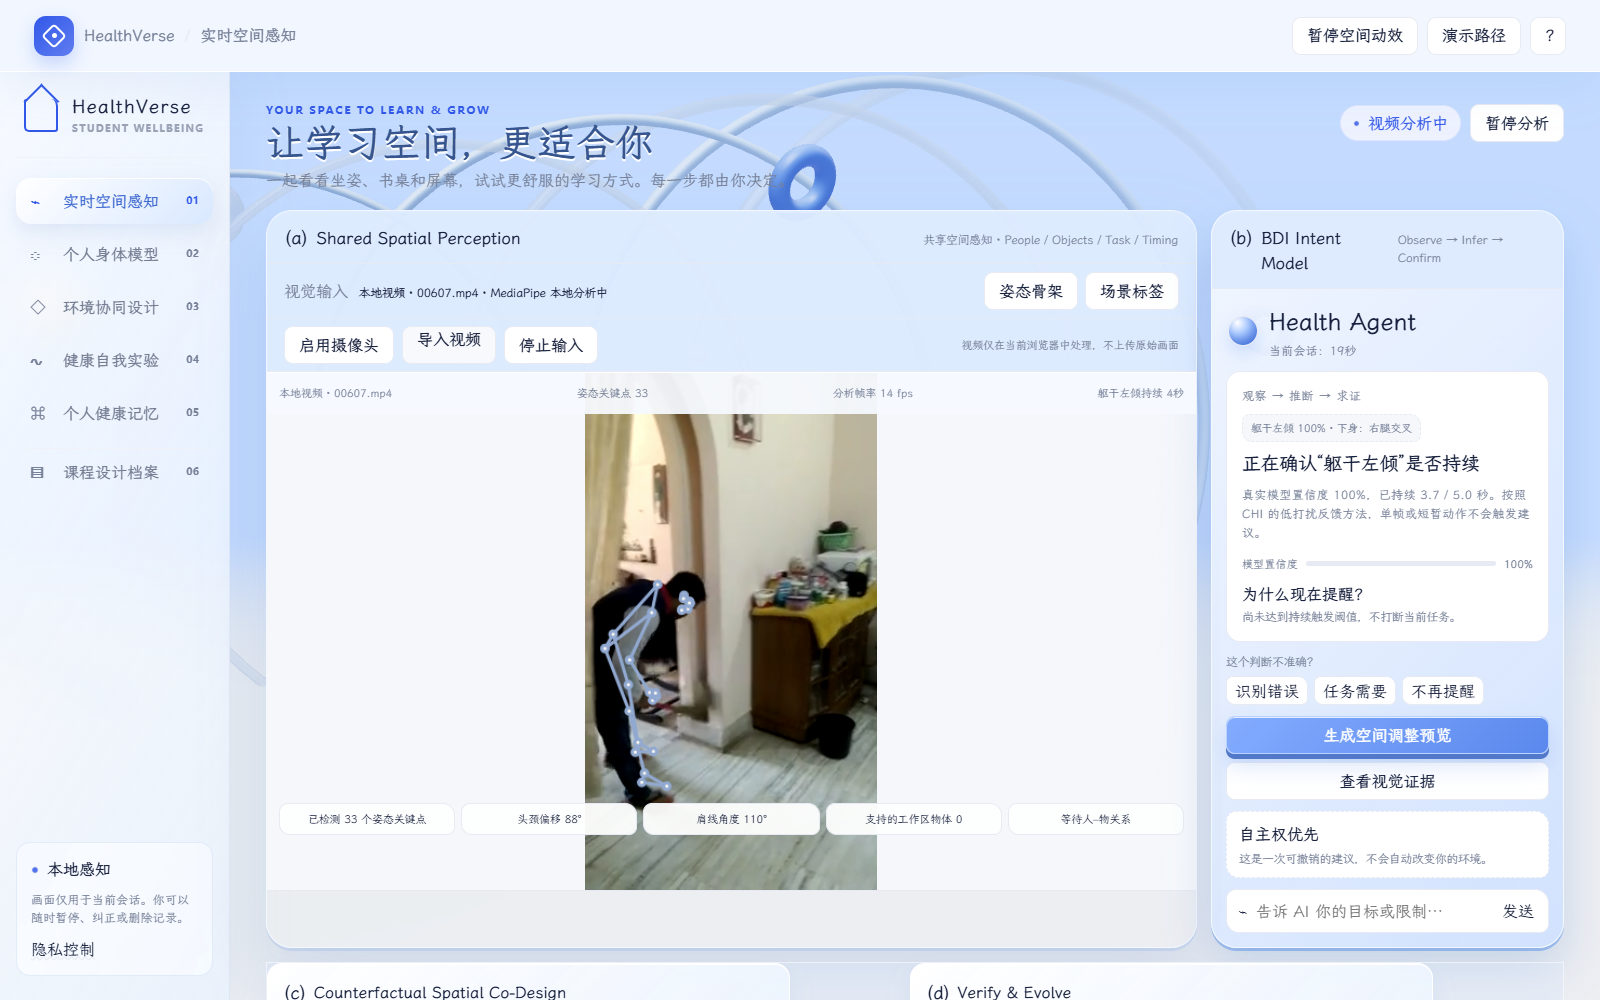 HealthVerse / 实时空间感知
暂停空间动效
演示路径
?
HealthVerse
STUDENT WELLBEING
实时空间感知 01
个人身体模型 02
环境协同设计 03
健康自我实验 04
个人健康记忆 05
课程设计档案 06
本地感知
画面仅用于当前会话。你可以
随时暂停、纠正或删除记录。
隐私控制
YOUR SPACE TO LEARN & GROW
让学习空间，更适合你
一起看看坐姿、书桌和屏幕，试试更舒服的学习方式。每一步都由你决定。
视频分析中
暂停分析
(a) Shared Spatial Perception
共享空间感知 · People / Objects / Task / Timing
视觉输入 本地视频 · 00607.mp4 · MediaPipe 本地分析中
姿态骨架
场景标签
启用摄像头
导入视频
停止输入
视频仅在当前浏览器中处理，不上传原始画面
本地视频 · 00607.mp4
姿态关键点 33
分析帧率 14 fps
躯干左倾持续 4秒
已检测 33 个姿态关键点
头颈偏移 88°
肩线角度 110°
支持的工作区物体 0
等待人–物关系
(b) BDI Intent
Model
Observe → Infer →
Confirm
Health Agent
当前会话：19秒
观察 → 推断 → 求证
躯干左倾 100% · 下身：右腿交叉
正在确认“躯干左倾”是否持续
真实模型置信度 100%，已持续 3.7 / 5.0 秒。按照
CHI 的低打扰反馈方法，单帧或短暂动作不会触发建
议。
模型置信度 100%
为什么现在提醒？
尚未达到持续触发阈值，不打断当前任务。
这个判断不准确？
识别错误
任务需要
不再提醒
生成空间调整预览
查看视觉证据
自主权优先
这是一次可撤销的建议，不会自动改变你的环境。
告诉 AI 你的目标或限制…
发送
(c) Counterfactual Spatial Co-Design
(d) Verify & Evolve